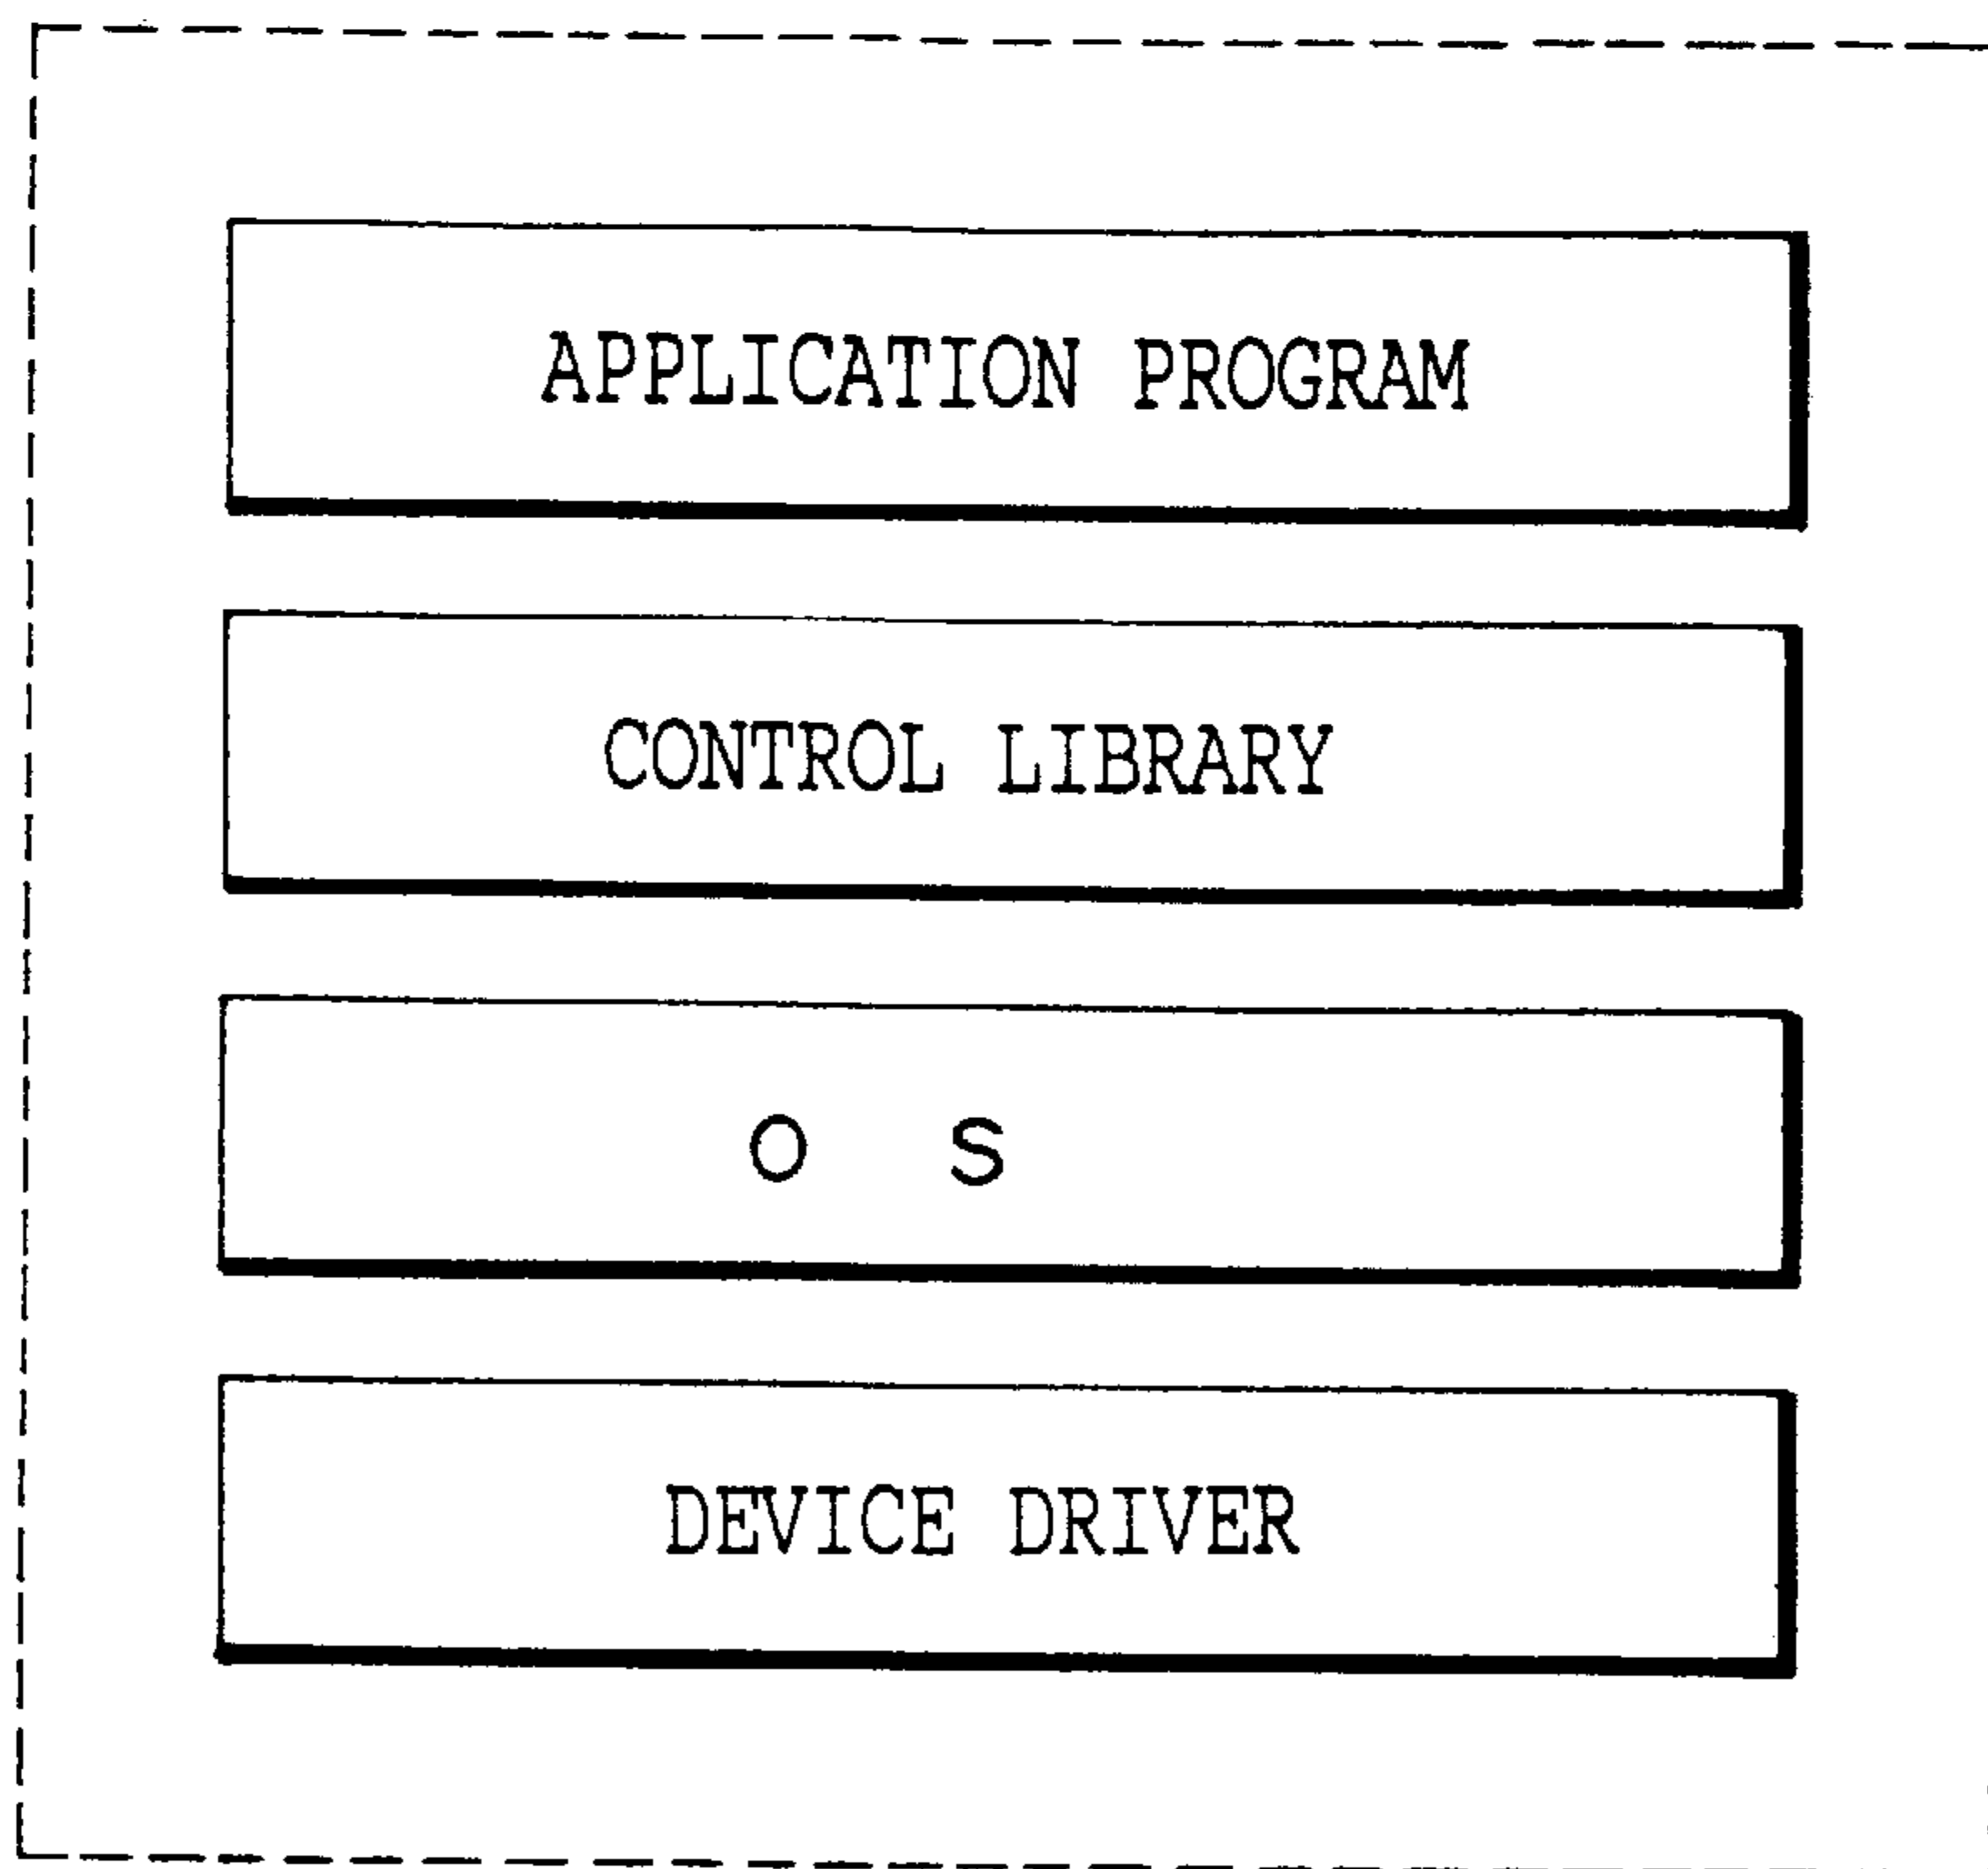 APPLICATION PROGRAM
CONTROL LIBRARY
O S
DEVICE DRIVER